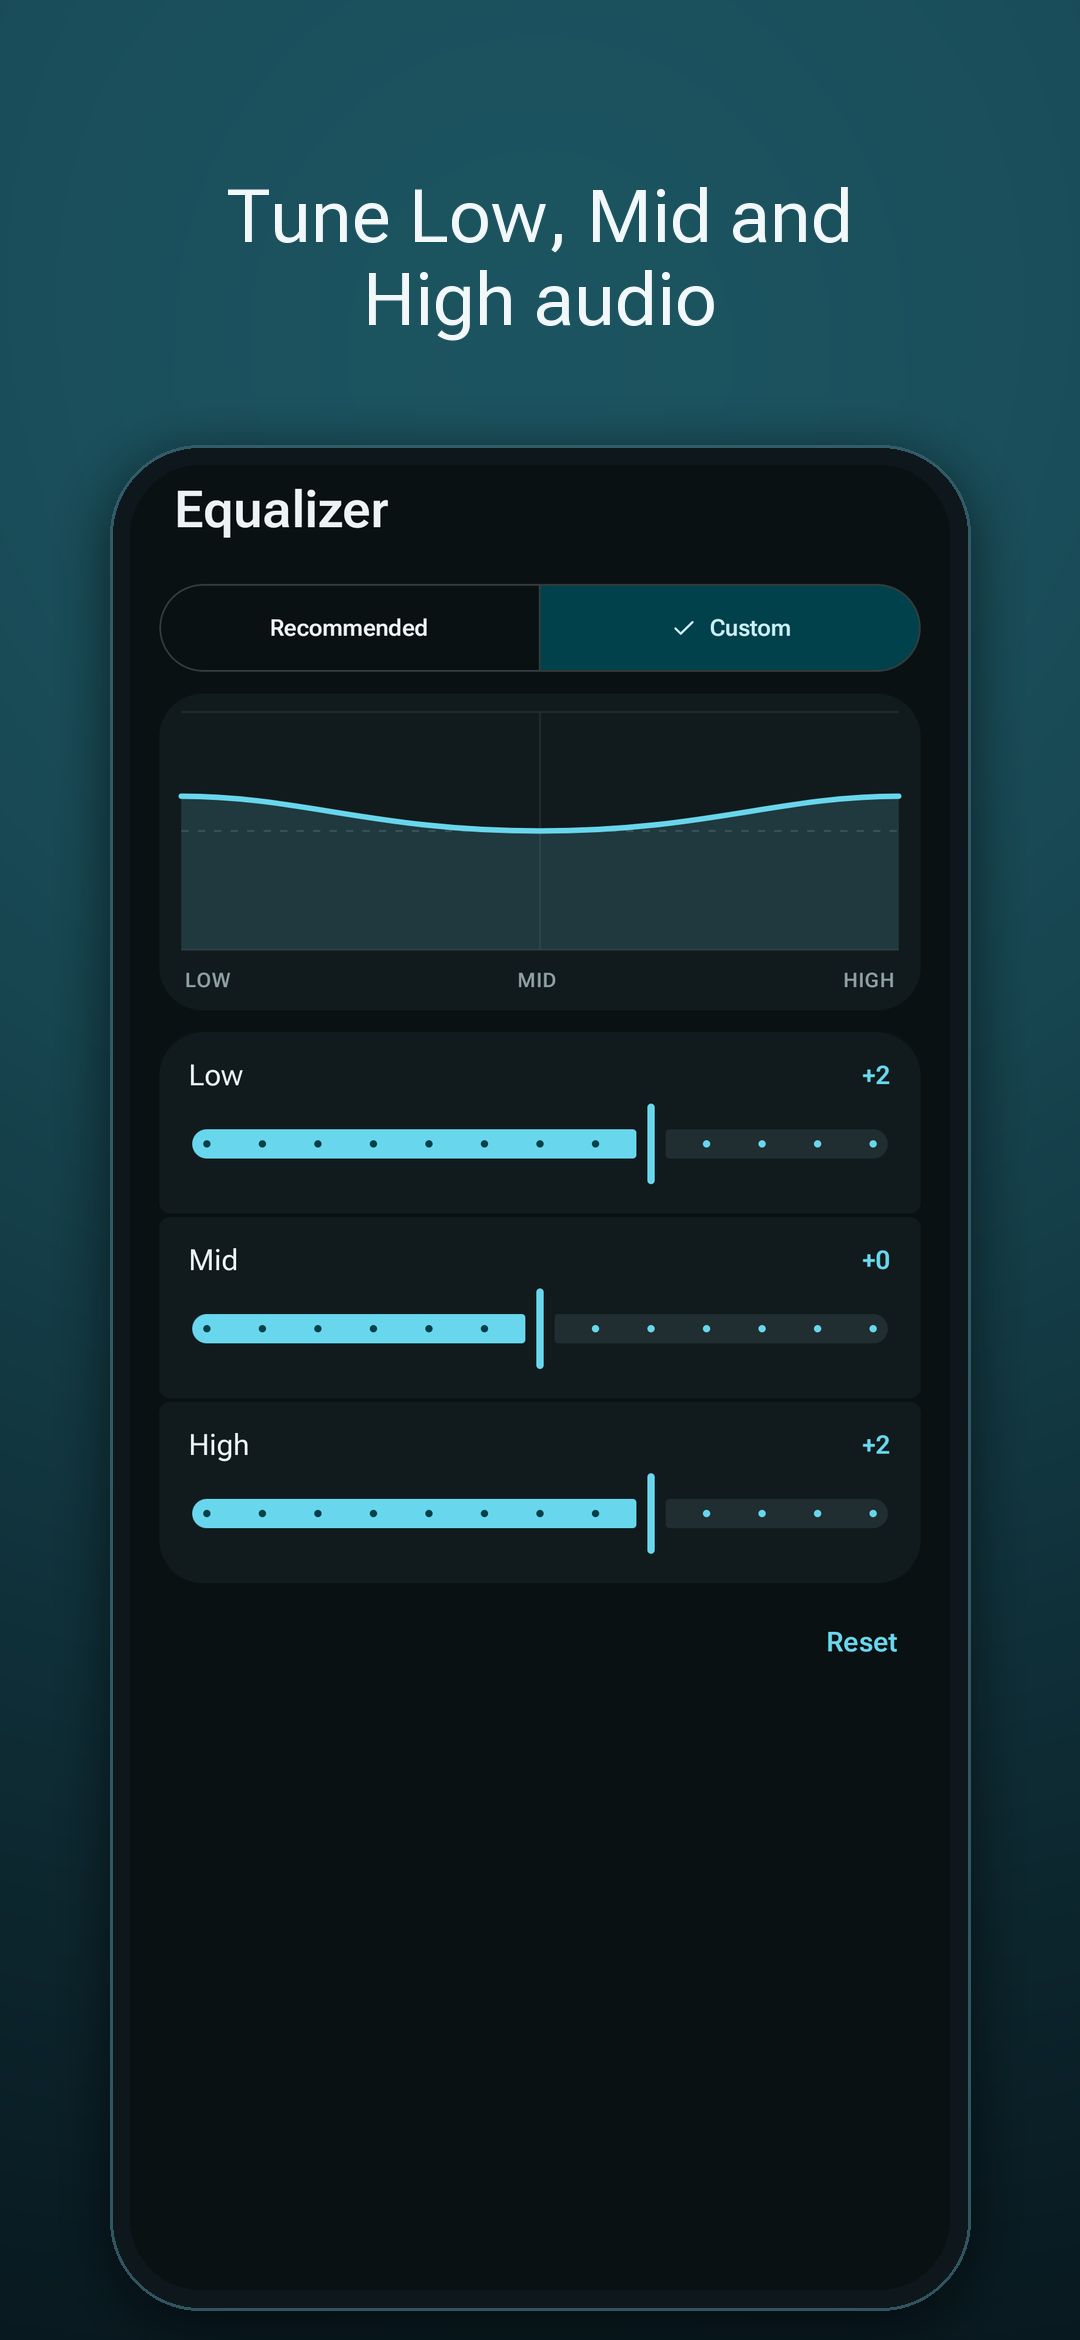 Tune Low, Mid and
High audio
Equalizer
Recommended
Custom
LOW MID HIGH
Low +2
Mid +0
High +2
Reset